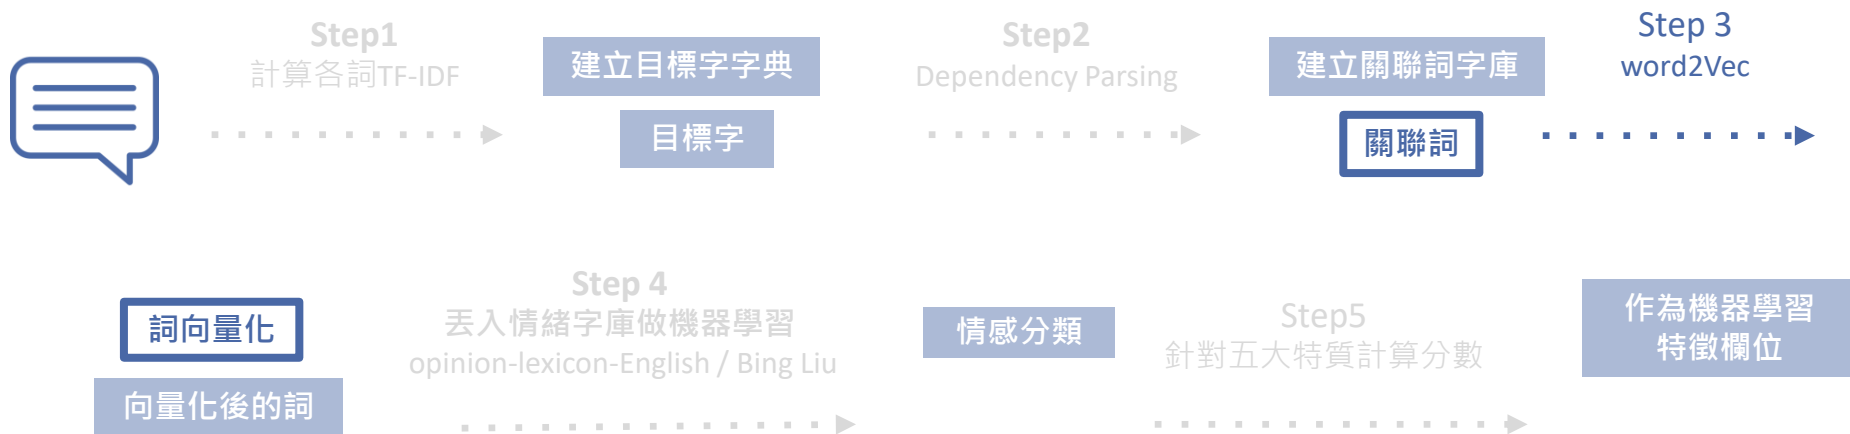 Step1
計算各詞TF-IDF
建立目標字字典
目標字
Step2
Dependency Parsing
建立關聯詞字庫
關聯詞
Step 3
word2Vec
詞向量化
向量化後的詞
Step 4
丟入情緒字庫做機器學習
opinion-lexicon-English / Bing Liu
情感分類
Step5
針對五大特質計算分數
作為機器學習
特徵欄位